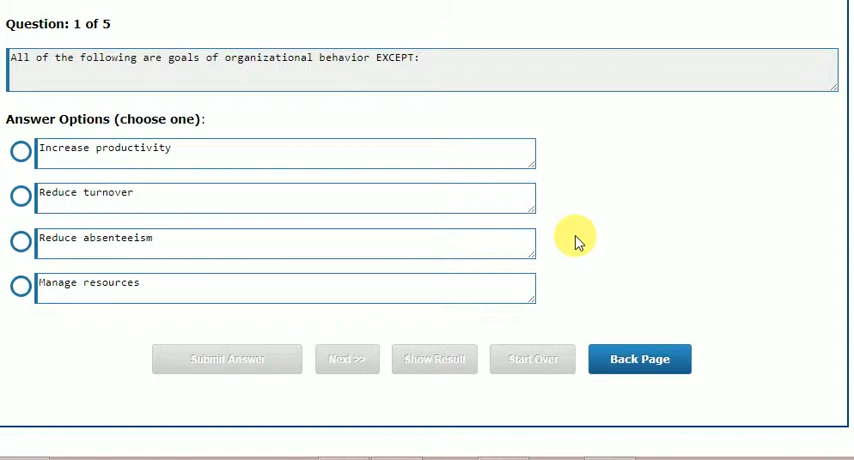 Question: 1 of 5
All of the following are goals of organizational behavior EXCEPT:
Answer Options (choose one):
Increase productivity
Reduce turnover
Reduce absenteeism
Manage resources
Submit Answer Next >> Show Result Start Over Back Page